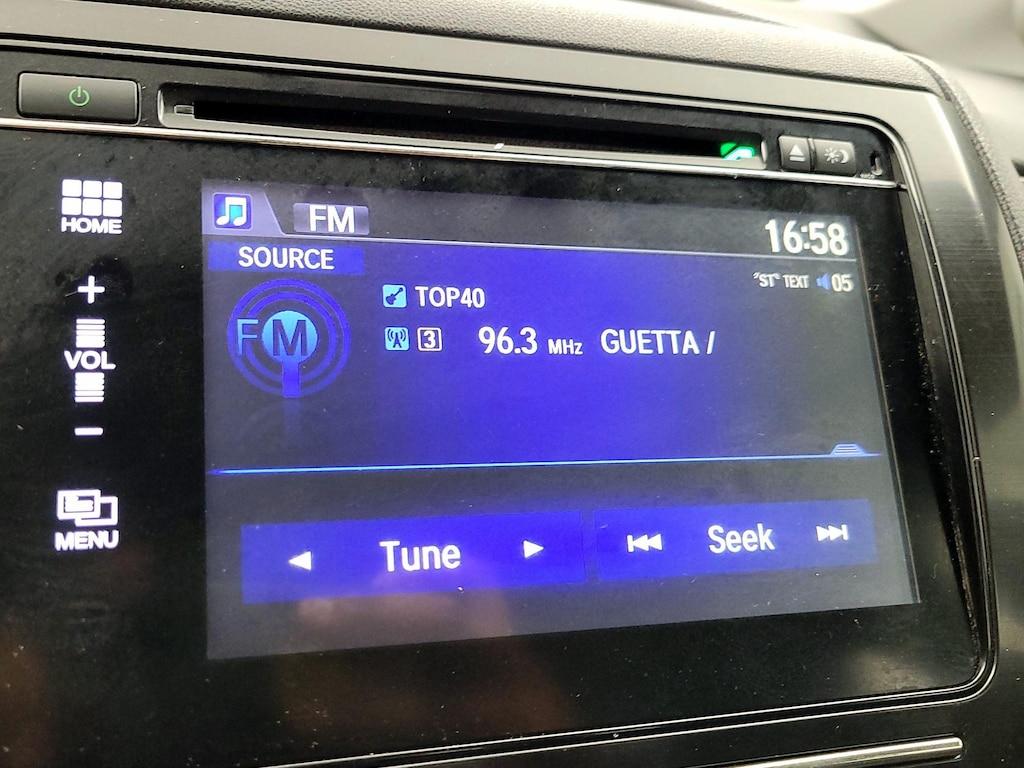 HOME
+
VOL
−
MENU
FM
16:58
SOURCE
"ST" TEXT 05
FM
TOP40
3 96.3 MHz GUETTA /
Tune
Seek